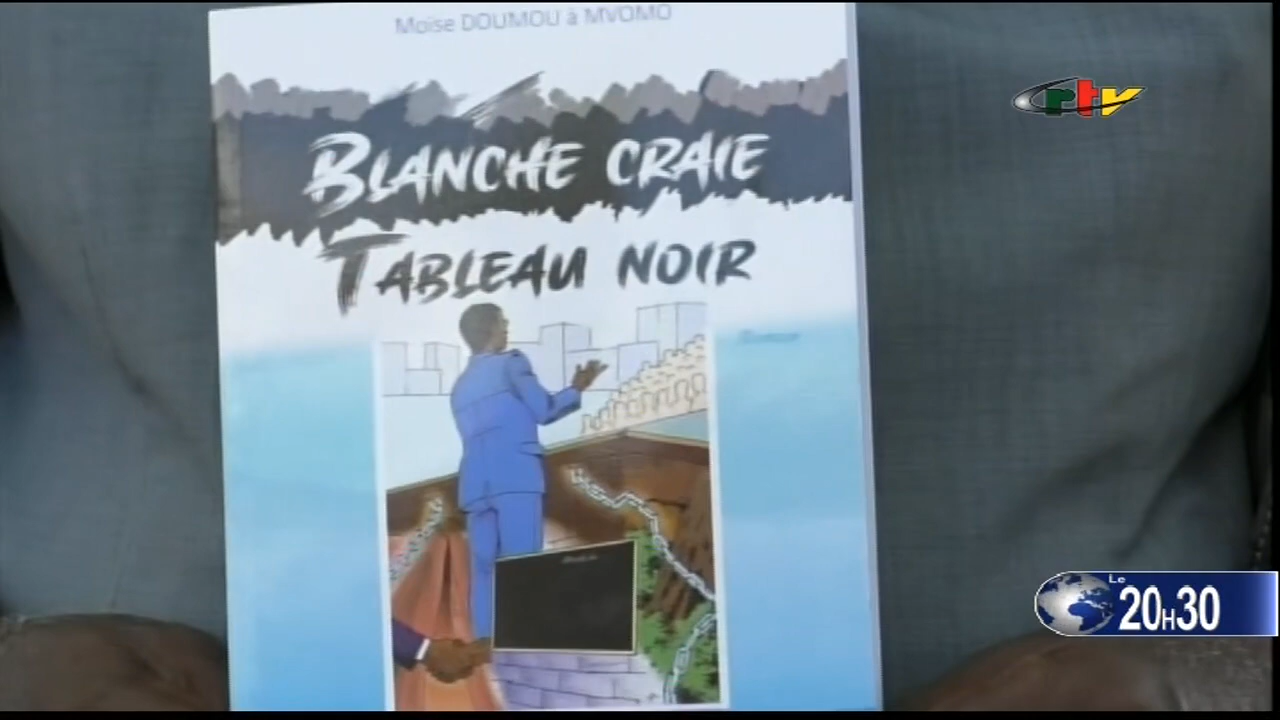 Moïse DOUMOU à MVOMO
crtv
BLANCHE CRAIE
TABLEAU NOIR
Le
20H30